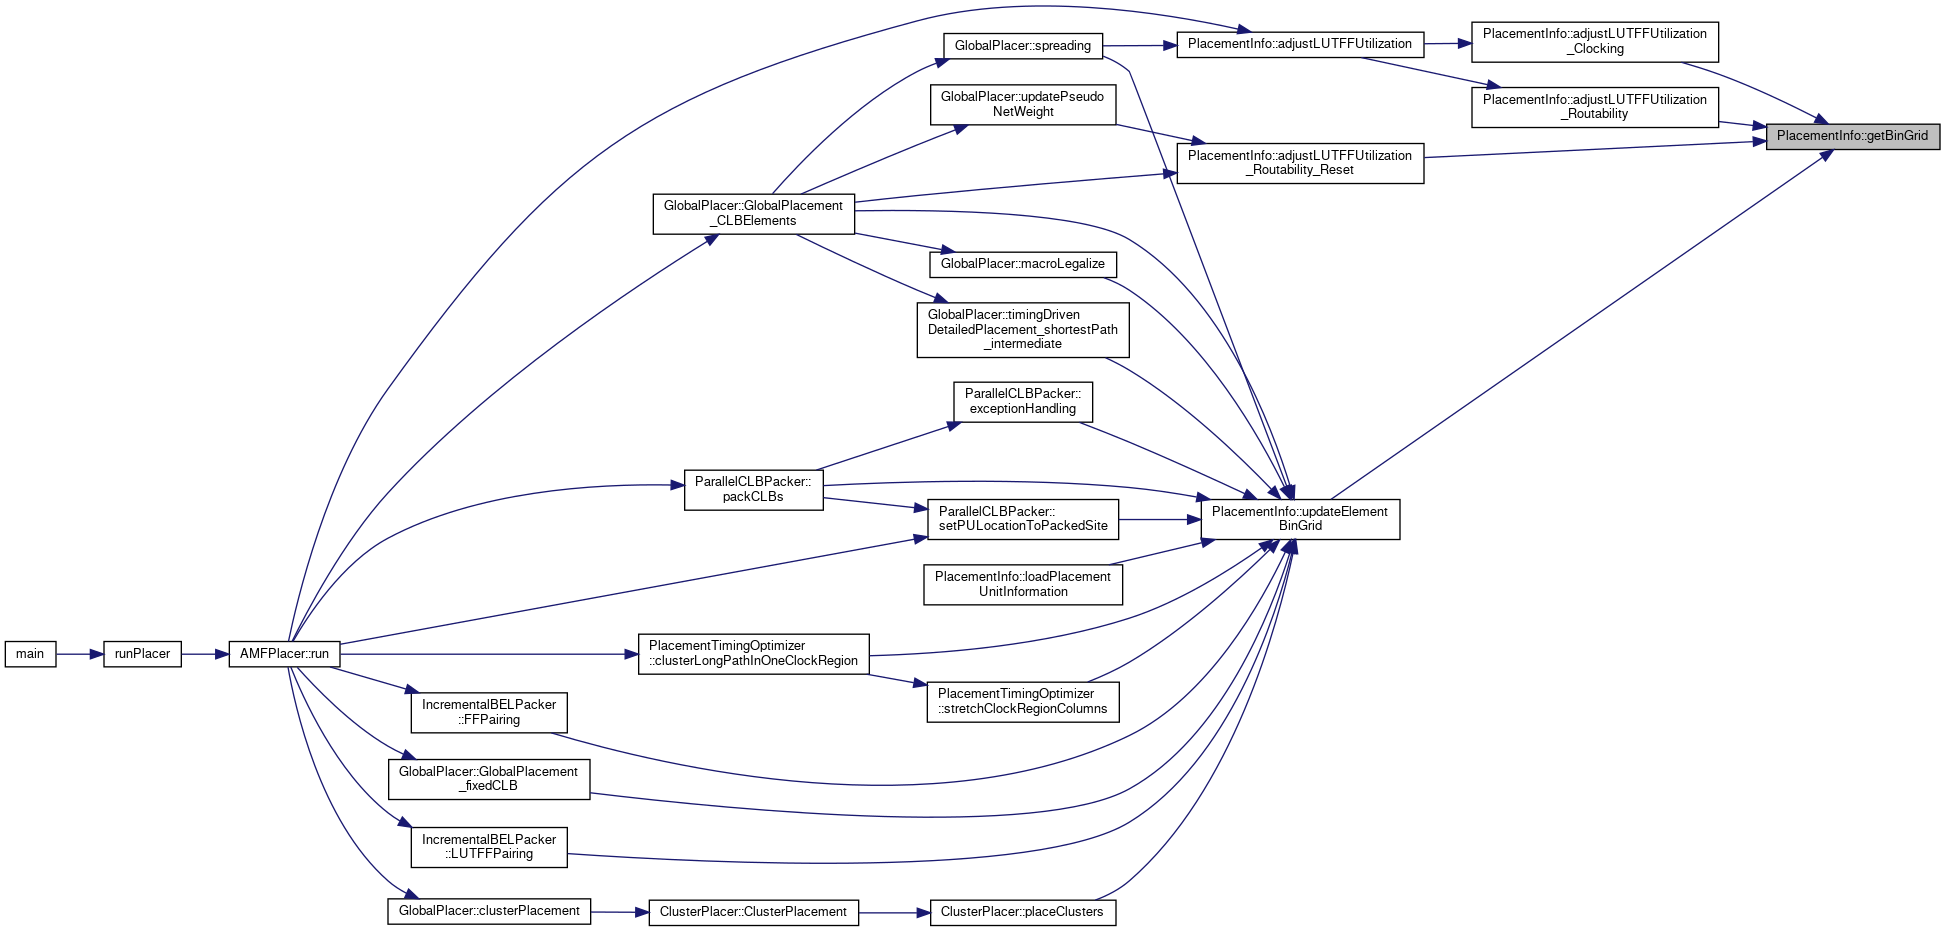 main
runPlacer
AMFPlacer::run
GlobalPlacer::spreading
GlobalPlacer::updatePseudo
NetWeight
GlobalPlacer::GlobalPlacement
_CLBElements
GlobalPlacer::macroLegalize
GlobalPlacer::timingDriven
DetailedPlacement_shortestPath
_intermediate
ParallelCLBPacker::
exceptionHandling
ParallelCLBPacker::
packCLBs
ParallelCLBPacker::
setPULocationToPackedSite
PlacementInfo::loadPlacement
UnitInformation
PlacementTimingOptimizer
::clusterLongPathInOneClockRegion
PlacementTimingOptimizer
::stretchClockRegionColumns
IncrementalBELPacker
::FFPairing
GlobalPlacer::GlobalPlacement
_fixedCLB
IncrementalBELPacker
::LUTFFPairing
GlobalPlacer::clusterPlacement
ClusterPlacer::ClusterPlacement
ClusterPlacer::placeClusters
PlacementInfo::adjustLUTFFUtilization
PlacementInfo::adjustLUTFFUtilization
_Routability_Reset
PlacementInfo::updateElement
BinGrid
PlacementInfo::adjustLUTFFUtilization
_Clocking
PlacementInfo::adjustLUTFFUtilization
_Routability
PlacementInfo::getBinGrid